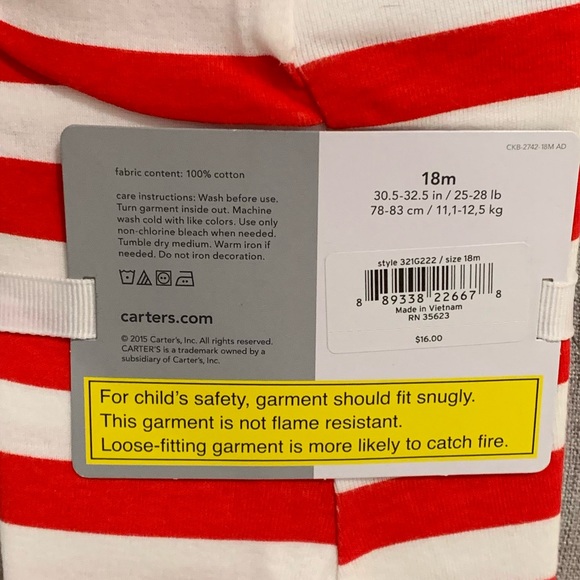 CKB-2742-18M AD
fabric content: 100% cotton
care instructions: Wash before use.
Turn garment inside out. Machine
wash cold with like colors. Use only
non-chlorine bleach when needed.
Tumble dry medium. Warm iron if
needed. Do not iron decoration.
carters.com
© 2015 Carter's, Inc. All rights reserved.
CARTER'S is a trademark owned by a
subsidiary of Carter's, Inc.
18m
30.5-32.5 in / 25-28 lb
78-83 cm / 11,1-12,5 kg
style 321G222 / size 18m
8 89338 22667 8
Made in Vietnam
RN 35623
$16.00
For child's safety, garment should fit snugly.
This garment is not flame resistant.
Loose-fitting garment is more likely to catch fire.